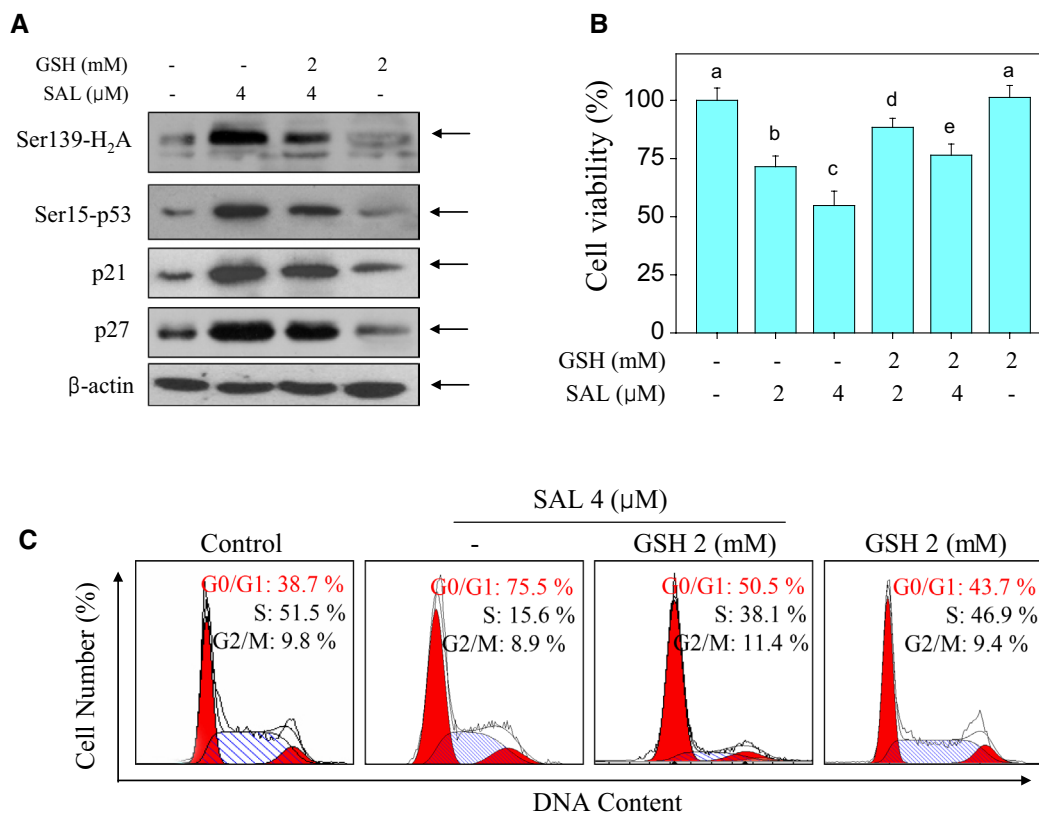 A
GSH (mM) - - 2 2
SAL (μM) - 4 4 -
Ser139-H₂A
Ser15-p53
p21
p27
β-actin
B
Cell viability (%)
100
75
50
25
0
a
b
c
d
e
a
GSH (mM) - - - 2 2 2
SAL (μM) - 2 4 2 4 -
C
SAL 4 (μM)
Control
-
GSH 2 (mM)
GSH 2 (mM)
Cell Number (%)
G0/G1: 38.7 %
S: 51.5 %
G2/M: 9.8 %
G0/G1: 75.5 %
S: 15.6 %
G2/M: 8.9 %
G0/G1: 50.5 %
S: 38.1 %
G2/M: 11.4 %
G0/G1: 43.7 %
S: 46.9 %
G2/M: 9.4 %
DNA Content